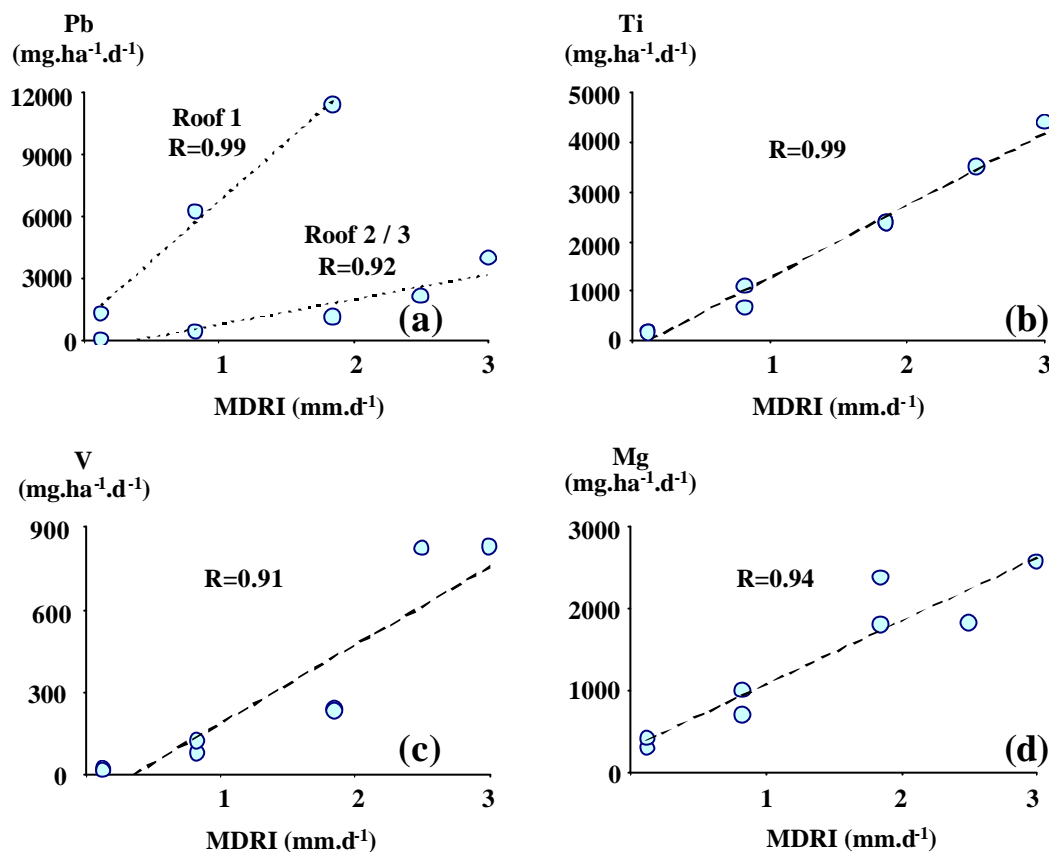 Pb
(mg.ha⁻¹.d⁻¹)
12000
9000
6000
3000
0
Roof 1
R=0.99
Roof 2 / 3
R=0.92
(a)
1 2 3
MDRI (mm.d⁻¹)
Ti
(mg.ha⁻¹.d⁻¹)
5000
4000
3000
2000
1000
0
R=0.99
(b)
1 2 3
MDRI (mm.d⁻¹)
V
(mg.ha⁻¹.d⁻¹)
900
600
300
0
R=0.91
(c)
1 2 3
MDRI (mm.d⁻¹)
Mg
(mg.ha⁻¹.d⁻¹)
3000
2000
1000
0
R=0.94
(d)
1 2 3
MDRI (mm.d⁻¹)